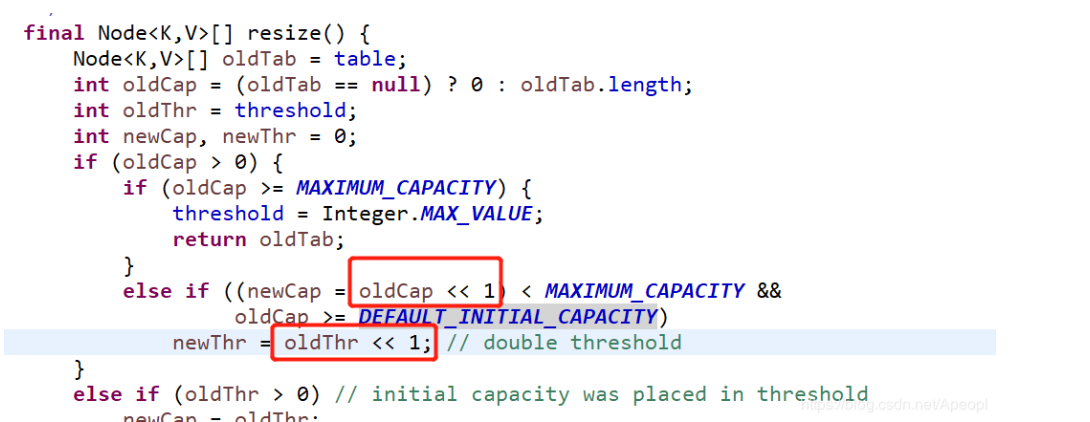 final Node<K,V>[] resize() {
Node<K,V>[] oldTab = table;
int oldCap = (oldTab == null) ? 0 : oldTab.length;
int oldThr = threshold;
int newCap, newThr = 0;
if (oldCap > 0) {
if (oldCap >= MAXIMUM_CAPACITY) {
threshold = Integer.MAX_VALUE;
return oldTab;
}
else if ((newCap = oldCap << 1) < MAXIMUM_CAPACITY &&
oldCap >= DEFAULT_INITIAL_CAPACITY)
newThr = oldThr << 1; // double threshold
}
else if (oldThr > 0) // initial capacity was placed in threshold
newCap = oldThr;
https://blog.csdn.net/Apeopl